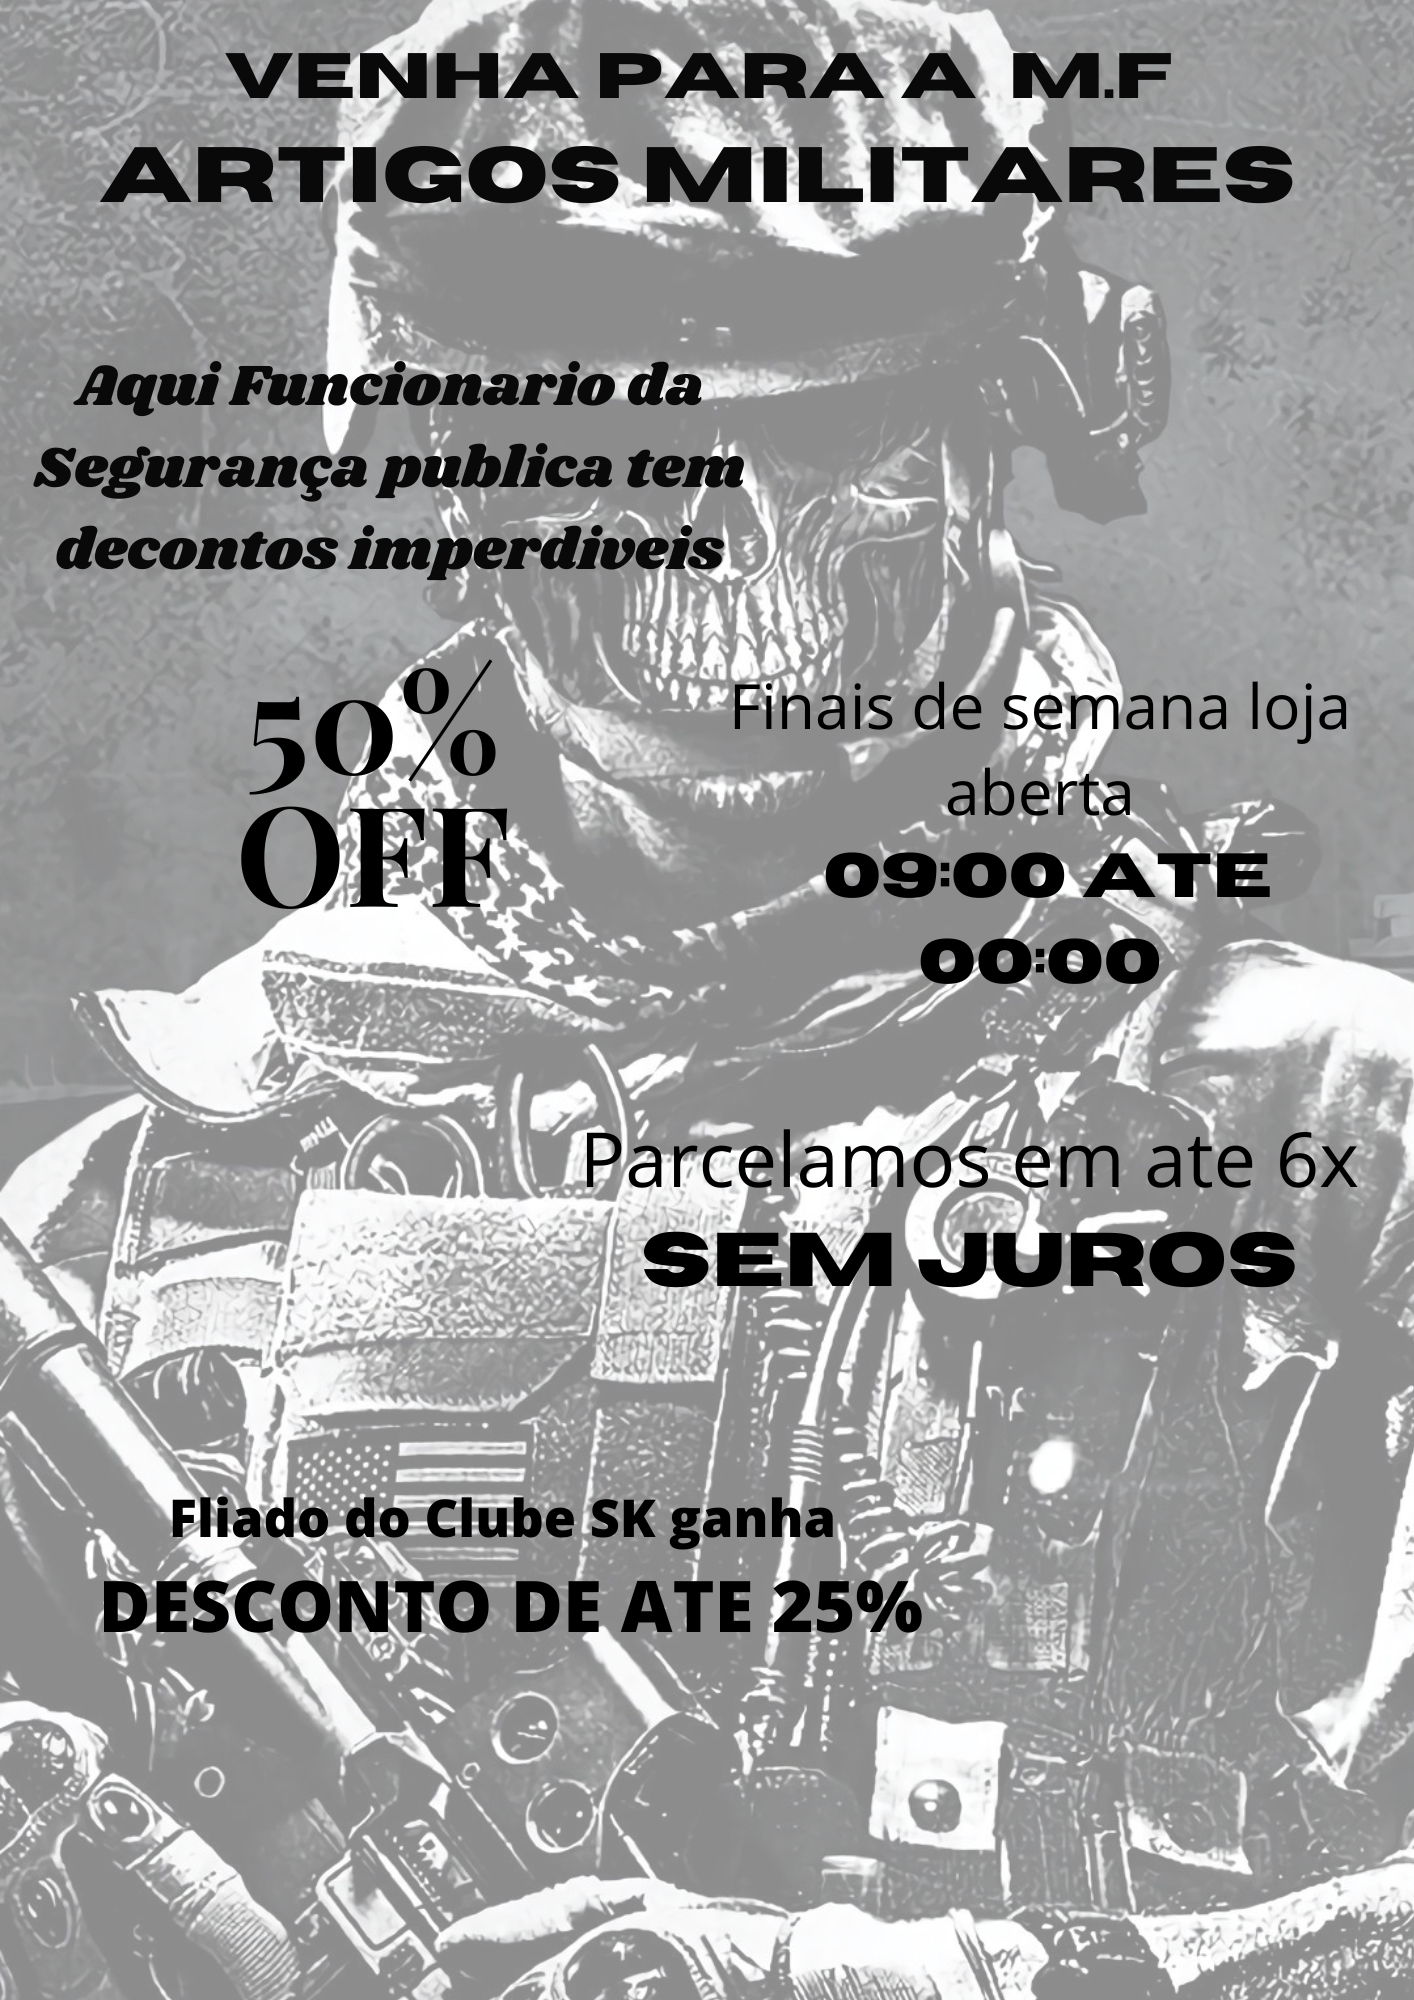 VENHA PARA A M.F
ARTIGOS MILITARES
Aqui Funcionario da
Segurança publica tem
decontos imperdiveis
50%
OFF
Finais de semana loja
aberta
09:00 ATE
00:00
Parcelamos em ate 6x
SEM JUROS
Fliado do Clube SK ganha
DESCONTO DE ATE 25%